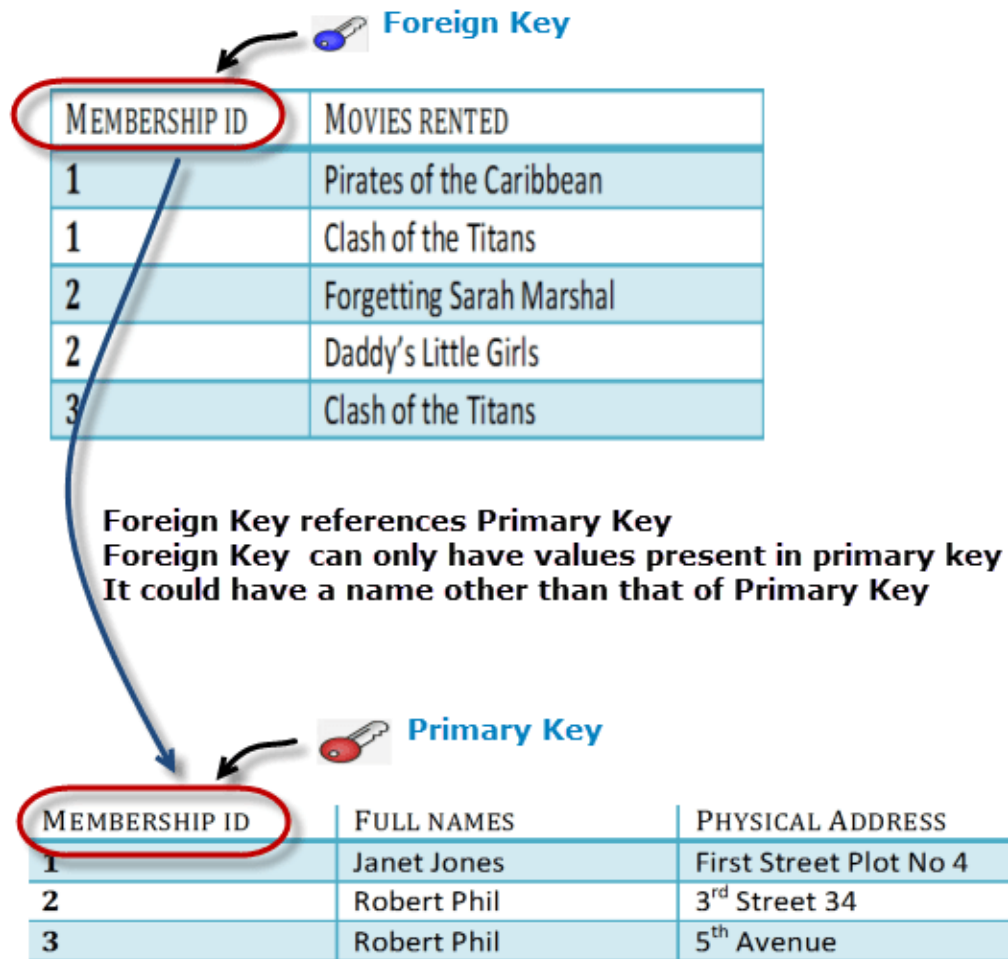 Foreign Key
MEMBERSHIP ID MOVIES RENTED
1 Pirates of the Caribbean
1 Clash of the Titans
2 Forgetting Sarah Marshal
2 Daddy's Little Girls
3 Clash of the Titans
Foreign Key references Primary Key
Foreign Key can only have values present in primary key
It could have a name other than that of Primary Key
Primary Key
MEMBERSHIP ID FULL NAMES PHYSICAL ADDRESS
1 Janet Jones First Street Plot No 4
2 Robert Phil 3rd Street 34
3 Robert Phil 5th Avenue